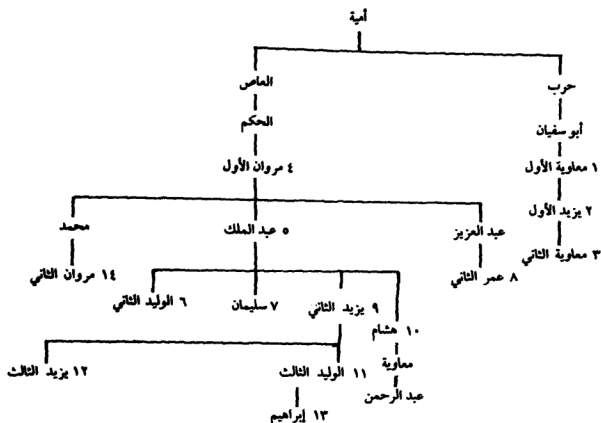 أمية
حرب
العاص
أبو سفيان
الحكم
١ معاوية الأول
٤ مروان الأول
٢ يزيد الأول
عبد العزيز
٥ عبد الملك
محمد
٣ معاوية الثاني
٨ عمر الثاني
١٤ مروان الثاني
١٠ هشام
٩ يزيد الثاني
٧ سليمان
٦ الوليد الثاني
معاوية
عبد الرحمن
١١ الوليد الثالث
١٢ يزيد الثالث
١٣ إبراهيم